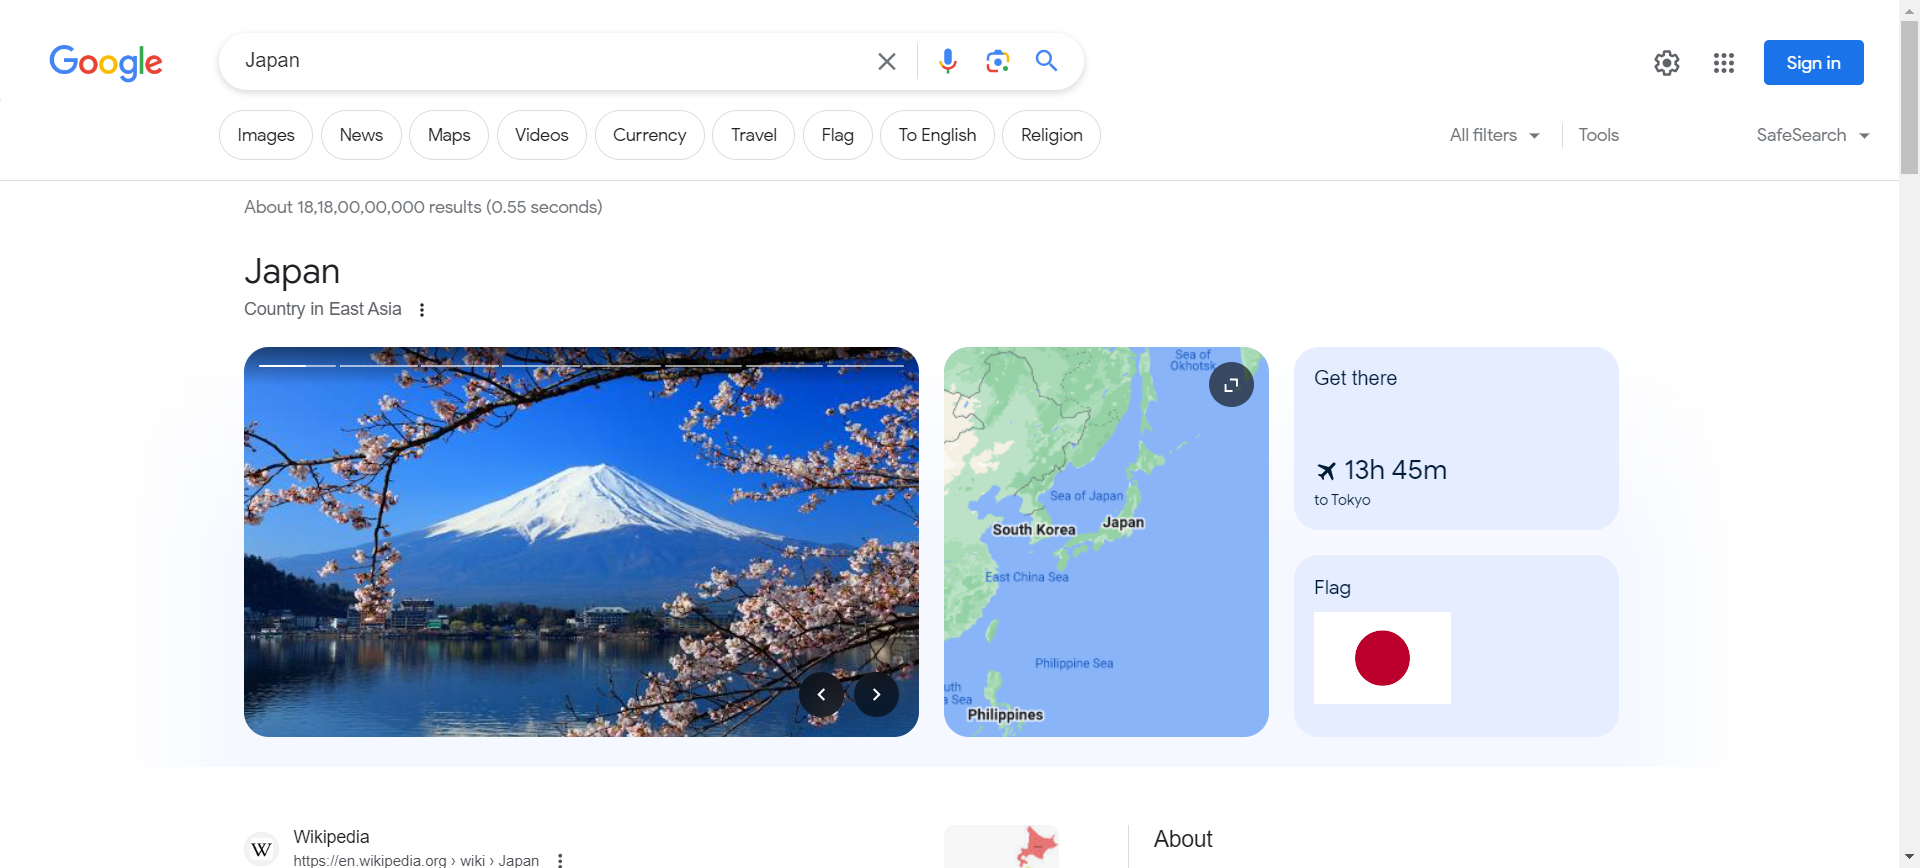 Google
Japan
Sign in
Images
News
Maps
Videos
Currency
Travel
Flag
To English
Religion
All filters
Tools
SafeSearch
About 18,18,00,00,000 results (0.55 seconds)
Japan
Country in East Asia
Sea of
Okhotsk
Sea of Japan
South Korea
Japan
East China Sea
Philippine Sea
uth
Sea
Philippines
Get there
13h 45m
to Tokyo
Flag
W
Wikipedia
https://en.wikipedia.org › wiki › Japan
About